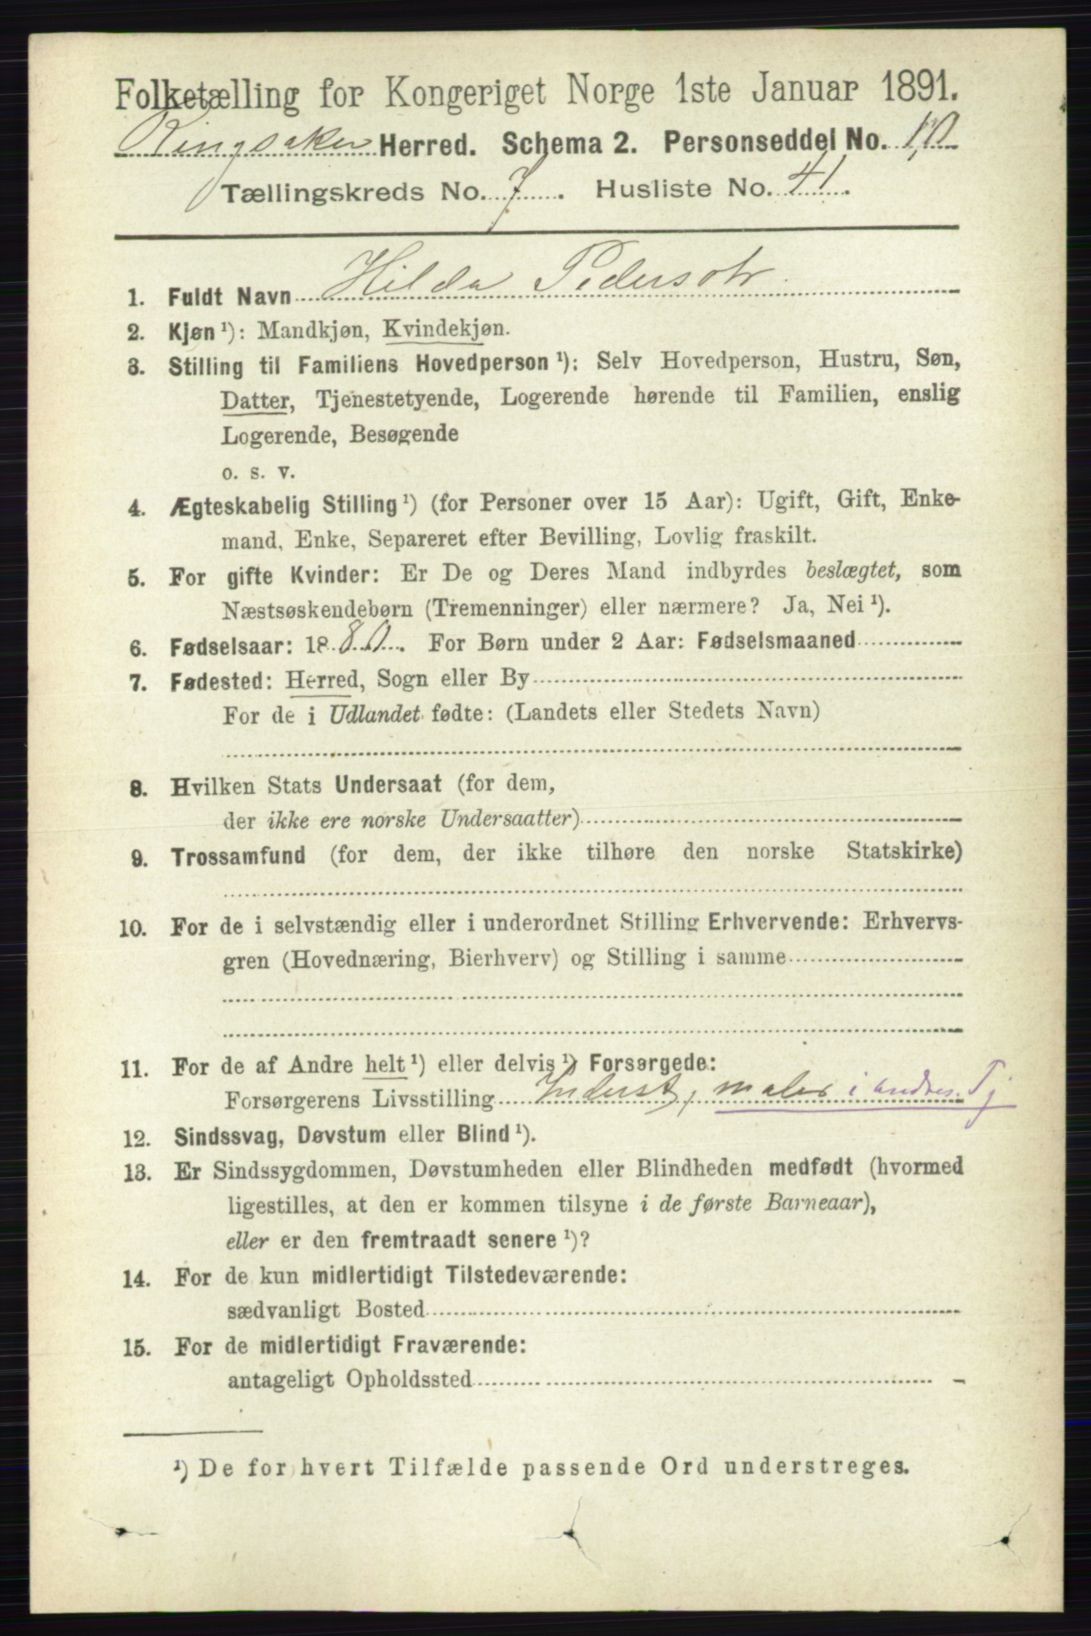 Folketælling for Kongeriget Norge 1ste Januar 1891.
Ringsaker Herred. Schema 2. Personseddel No. 10
Tællingskreds No. 7. Husliste No. 41.
1. Fuldt Navn Hilda Pedersdtr.
2. Kjøn ¹): Mandkjøn, Kvindekjøn.
3. Stilling til Familiens Hovedperson ¹): Selv Hovedperson, Hustru, Søn,
Datter, Tjenestetyende, Logerende hørende til Familien, enslig
Logerende, Besøgende
o. s. v.
4. Ægteskabelig Stilling ¹) (for Personer over 15 Aar): Ugift, Gift, Enke-
mand, Enke, Separeret efter Bevilling, Lovlig fraskilt.
5. For gifte Kvinder: Er De og Deres Mand indbyrdes beslægtet, som
Næstsøskendebørn (Tremenninger) eller nærmere? Ja, Nei ¹).
6. Fødselsaar: 1880. For Børn under 2 Aar: Fødselsmaaned
7. Fødested: Herred, Sogn eller By
For de i Udlandet fødte: (Landets eller Stedets Navn)
8. Hvilken Stats Undersaat (for dem,
der ikke ere norske Undersaatter)
9. Trossamfund (for dem, der ikke tilhøre den norske Statskirke)
10. For de i selvstændig eller i underordnet Stilling Erhvervende: Erhvervs-
gren (Hovednæring, Bierhverv) og Stilling i samme
11. For de af Andre helt ¹) eller delvis ¹) Forsørgede:
Forsørgerens Livsstilling Inderst, maler i andres Tj
12. Sindssvag, Døvstum eller Blind ¹).
13. Er Sindssygdommen, Døvstumheden eller Blindheden medfødt (hvormed
ligestilles, at den er kommen tilsyne i de første Barneaar),
eller er den fremtraadt senere ¹)?
14. For de kun midlertidigt Tilstedeværende:
sædvanligt Bosted
15. For de midlertidigt Fraværende:
antageligt Opholdssted
¹) De for hvert Tilfælde passende Ord understreges.